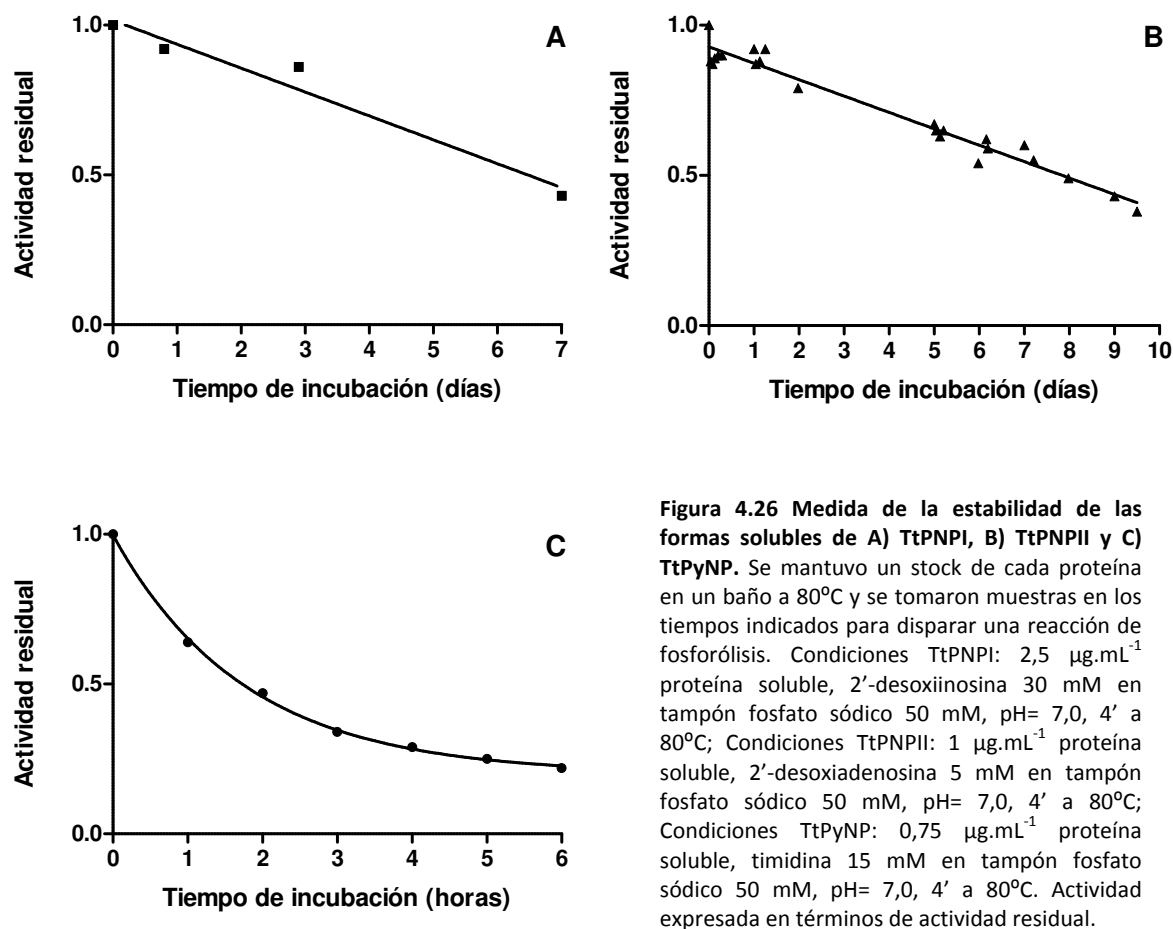 A
1.0
0.5
0.0
Actividad residual
0 1 2 3 4 5 6 7
Tiempo de incubación (días)
B
1.0
0.5
0.0
Actividad residual
0 1 2 3 4 5 6 7 8 9 10
Tiempo de incubación (días)
C
1.0
0.5
0.0
Actividad residual
0 1 2 3 4 5 6
Tiempo de incubación (horas)
Figura 4.26 Medida de la estabilidad de las
formas solubles de A) TtPNPI, B) TtPNPII y C)
TtPyNP. Se mantuvo un stock de cada proteína
en un baño a 80ºC y se tomaron muestras en los
tiempos indicados para disparar una reacción de
fosforólisis. Condiciones TtPNPI: 2,5 µg.mL⁻¹
proteína soluble, 2’-desoxiinosina 30 mM en
tampón fosfato sódico 50 mM, pH= 7,0, 4’ a
80ºC; Condiciones TtPNPII: 1 µg.mL⁻¹ proteína
soluble, 2’-desoxiadenosina 5 mM en tampón
fosfato sódico 50 mM, pH= 7,0, 4’ a 80ºC;
Condiciones TtPyNP: 0,75 µg.mL⁻¹ proteína
soluble, timidina 15 mM en tampón fosfato
sódico 50 mM, pH= 7,0, 4’ a 80ºC. Actividad
expresada en términos de actividad residual.